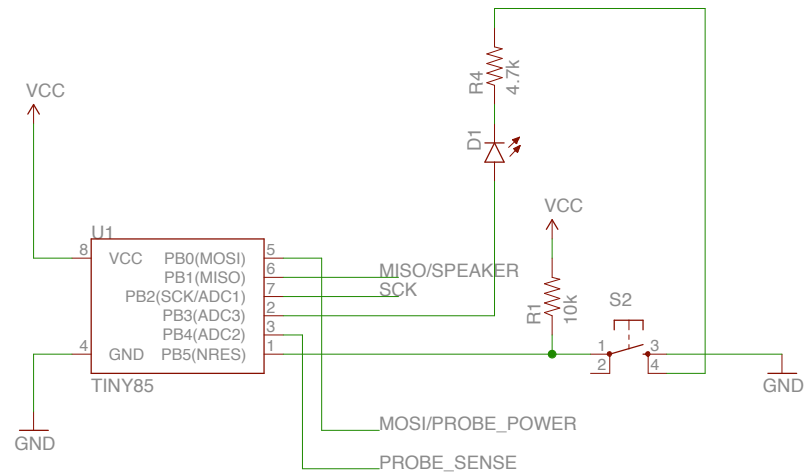 R4
4.7k
VCC
D1
VCC
U1
8
VCC
PB0(MOSI)
5
PB1(MISO)
6
MISO/SPEAKER
PB2(SCK/ADC1)
7
SCK
PB3(ADC3)
2
PB4(ADC2)
3
4
GND
PB5(NRES)
1
TINY85
R1
10k
S2
1
3
2
4
GND
GND
MOSI/PROBE_POWER
PROBE_SENSE